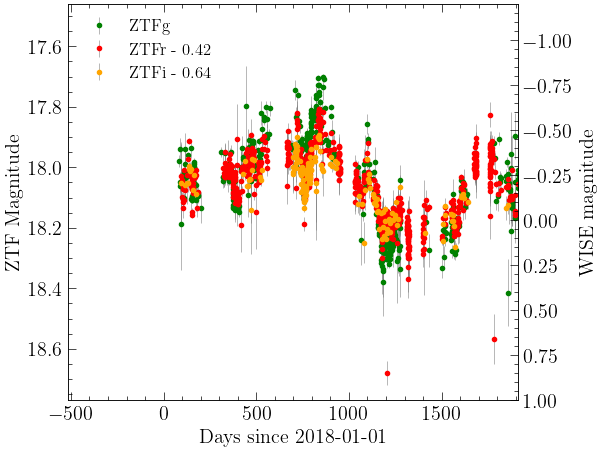 ZTFg
ZTFr - 0.42
ZTFi - 0.64
17.6
17.8
18.0
18.2
18.4
18.6
ZTF Magnitude
−1.00
−0.75
−0.50
−0.25
0.00
0.25
0.50
0.75
1.00
WISE magnitude
−500 0 500 1000 1500
Days since 2018-01-01